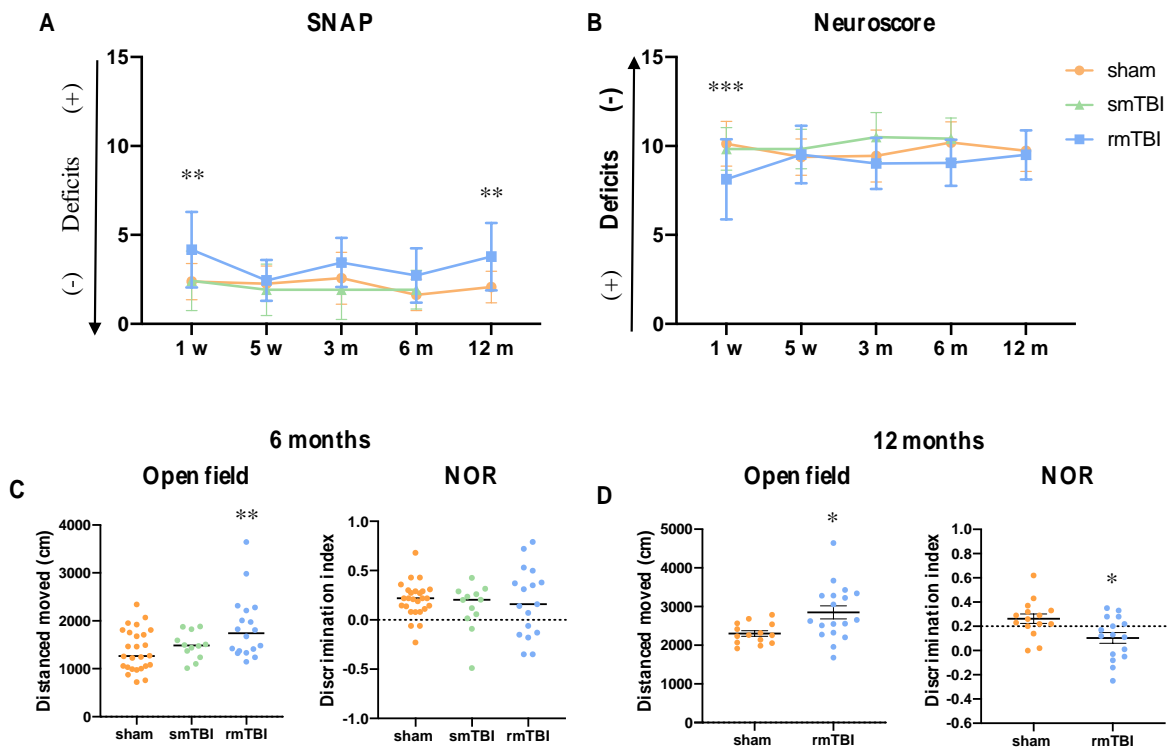 A
SNAP
Deficits
(+)
(-)
15
10
5
0
**
**
1 w
5 w
3 m
6 m
12 m
B
Neuroscore
Deficits
(-)
(+)
15
10
5
0
***
1 w
5 w
3 m
6 m
12 m
sham
smTBI
rmTBI
6 months
C
Open field
Distanced moved (cm)
4000
3000
2000
1000
0
**
sham
smTBI
rmTBI
NOR
Discrimination index
1.0
0.5
0.0
-0.5
-1.0
sham
smTBI
rmTBI
12 months
D
Open field
Distanced moved (cm)
5000
4000
3000
2000
1000
0
*
sham
rmTBI
NOR
Discrimination index
1.0
0.8
0.6
0.4
0.2
0.0
-0.2
-0.4
-0.6
*
sham
rmTBI